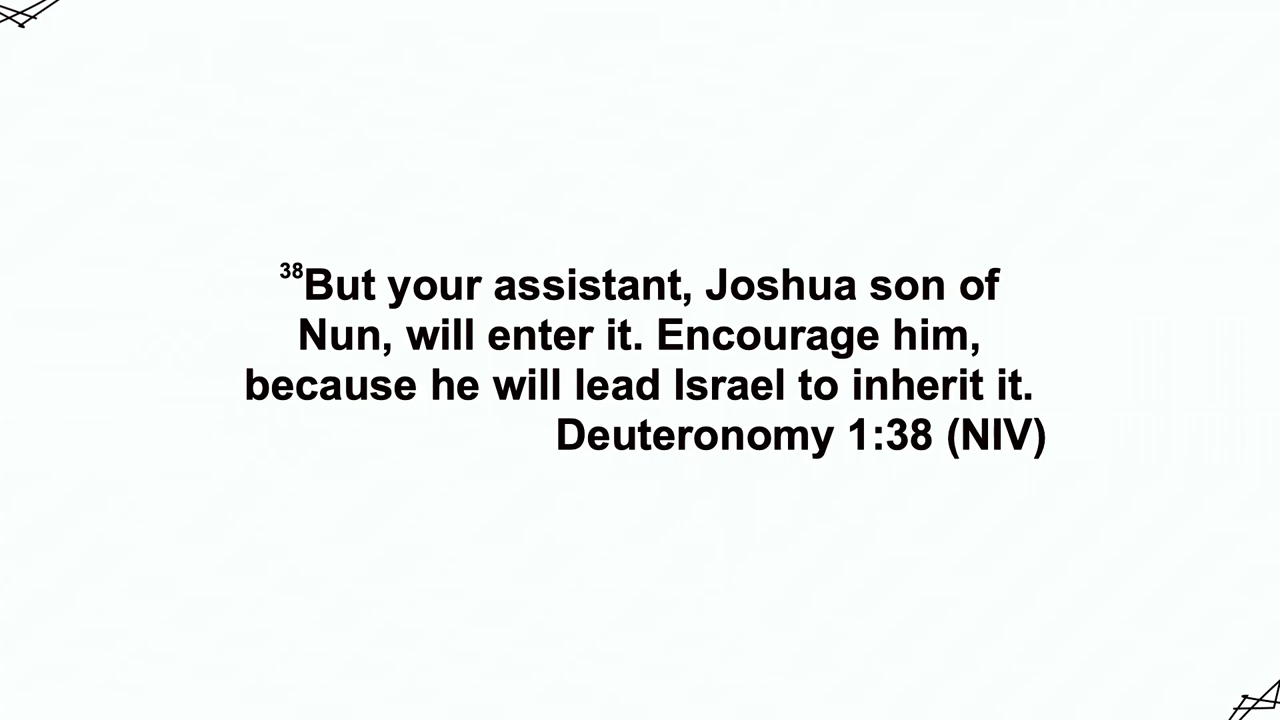 38But your assistant, Joshua son of
Nun, will enter it. Encourage him,
because he will lead Israel to inherit it.
Deuteronomy 1:38 (NIV)